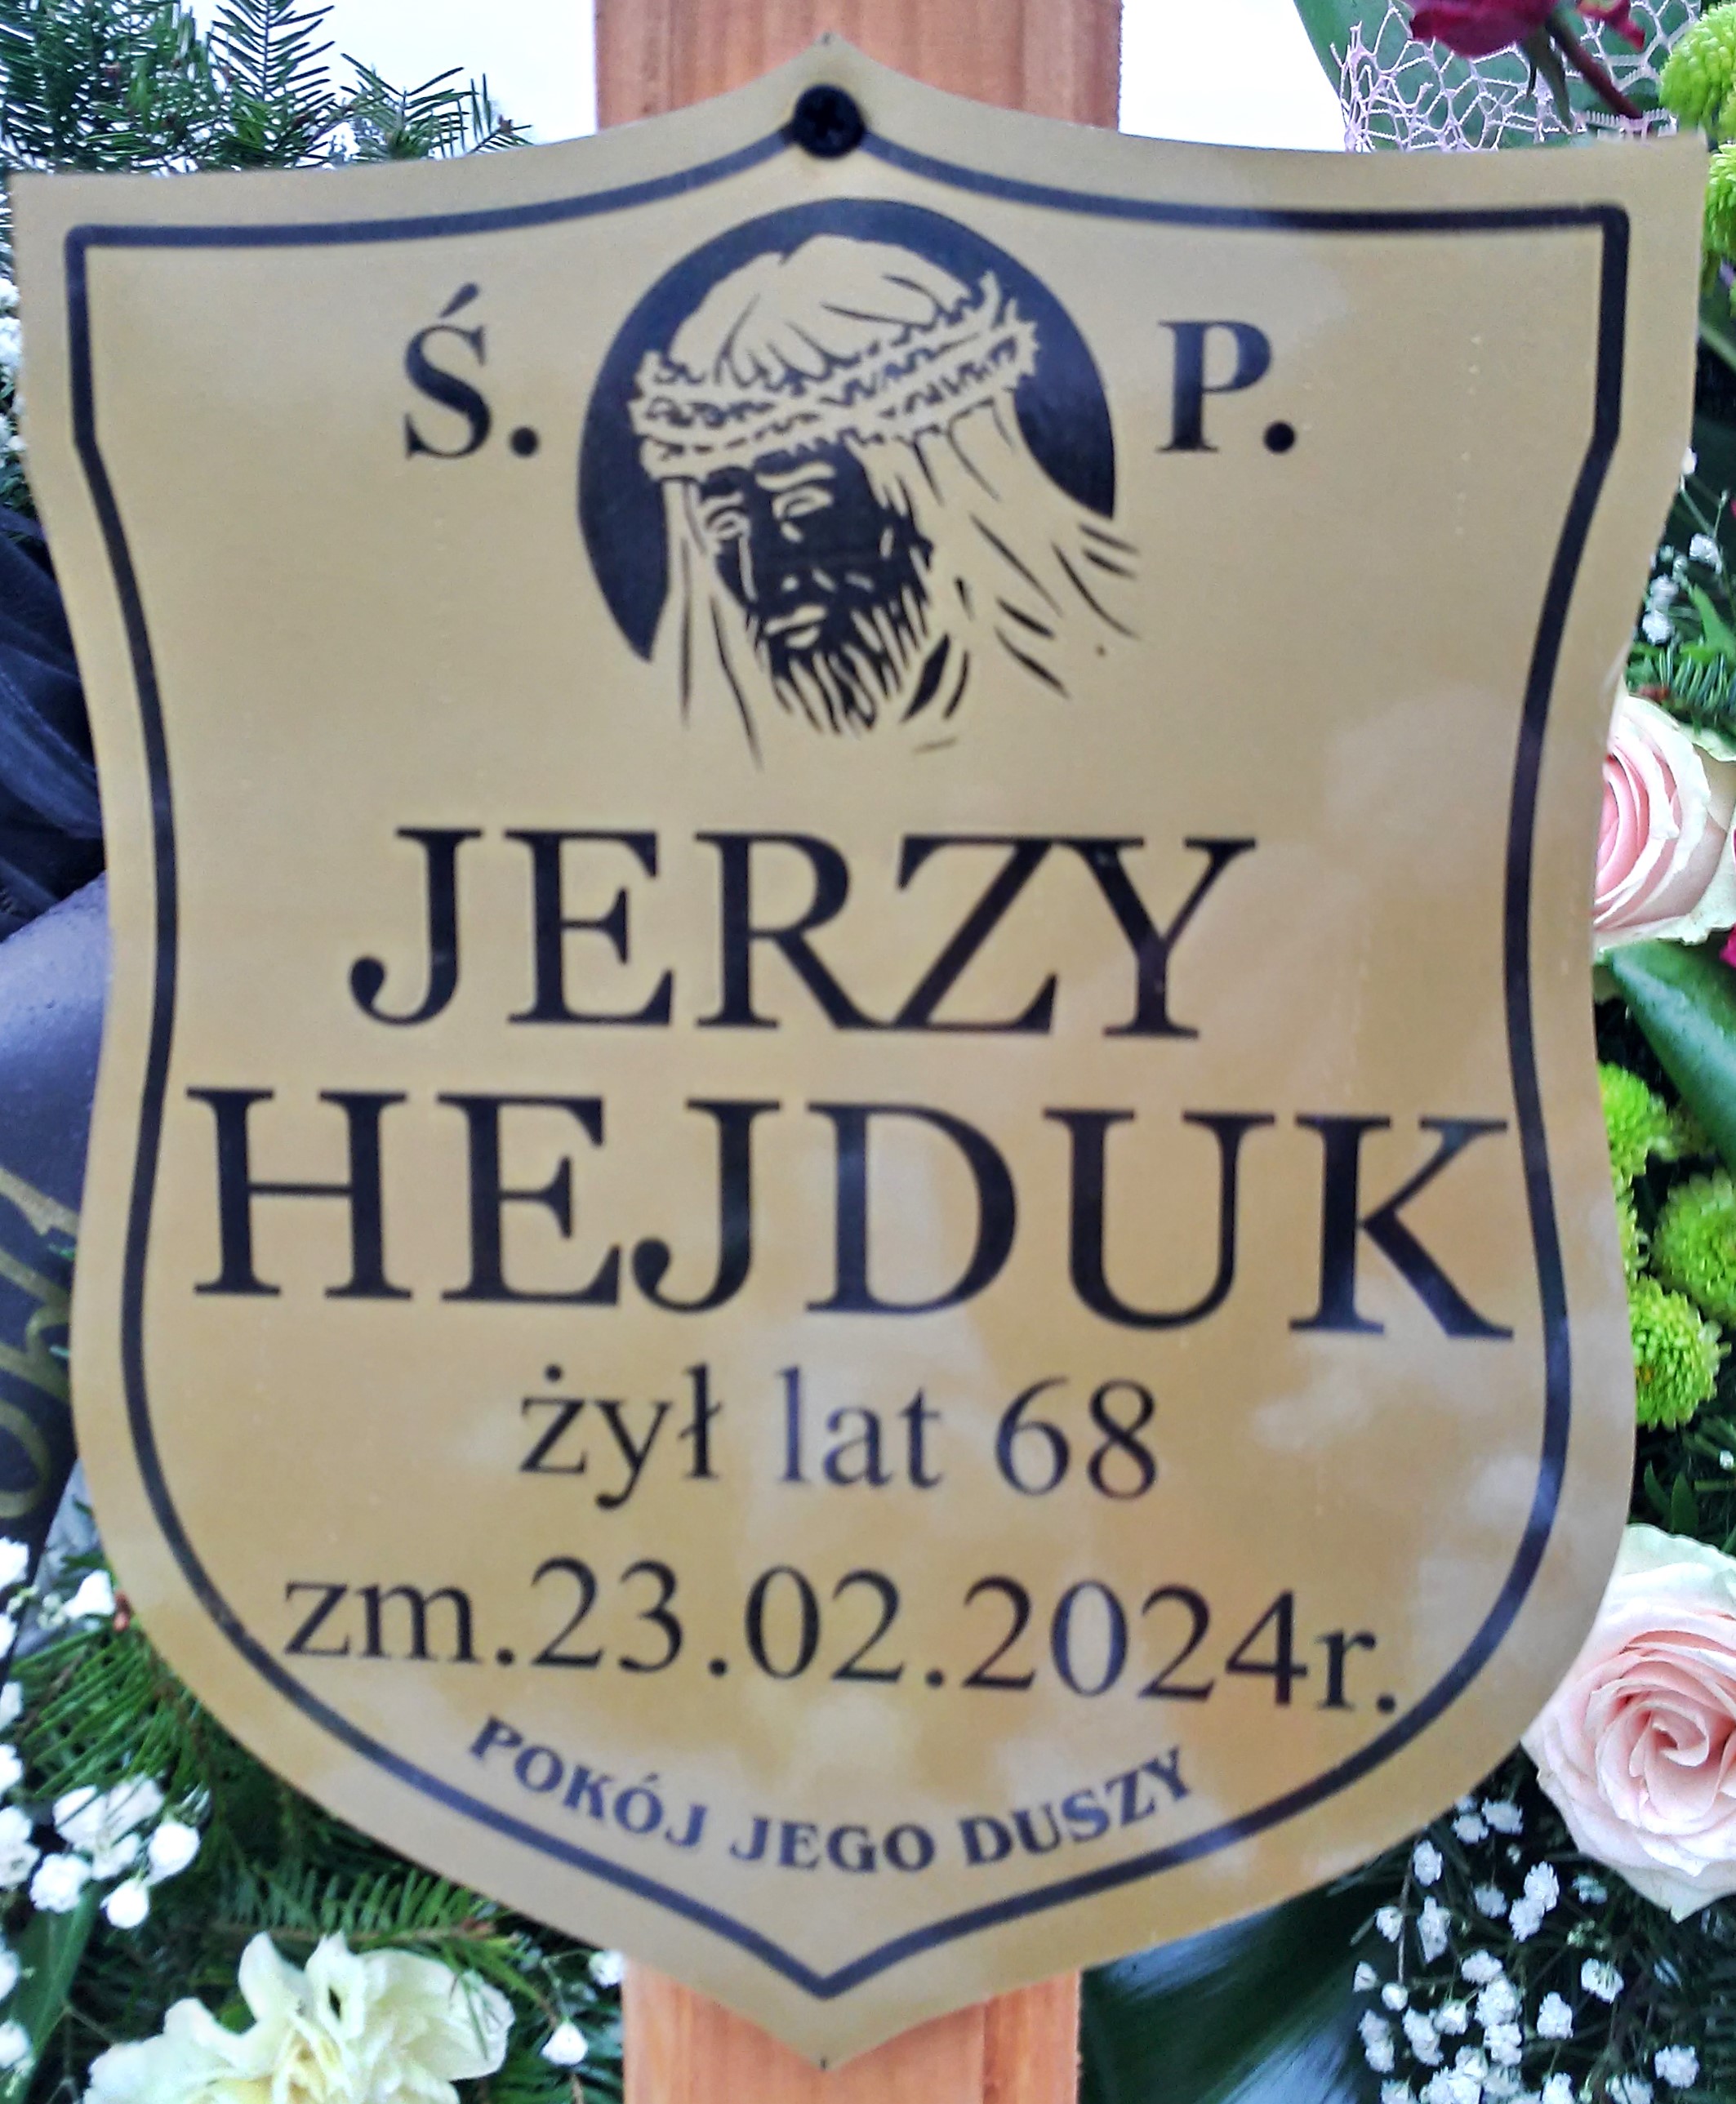 Ś. P.
JERZY
HEJDUK
żył lat 68
zm.23.02.2024r.
POKÓJ JEGO DUSZY